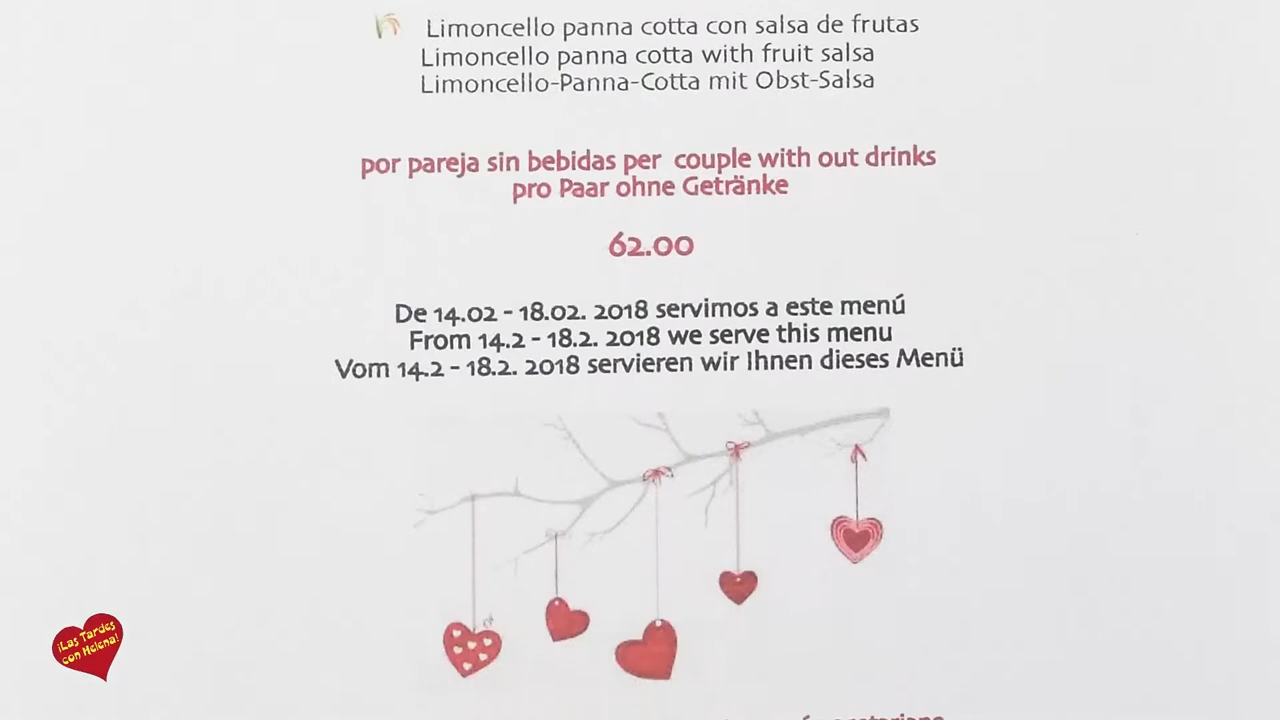 Limoncello panna cotta con salsa de frutas
Limoncello panna cotta with fruit salsa
Limoncello-Panna-Cotta mit Obst-Salsa
por pareja sin bebidas per couple with out drinks
pro Paar ohne Getränke
62.00
De 14.02 - 18.02. 2018 servimos a este menú
From 14.2 - 18.2. 2018 we serve this menu
Vom 14.2 - 18.2. 2018 servieren wir Ihnen dieses Menü
¡Las Tardes
con Helena!